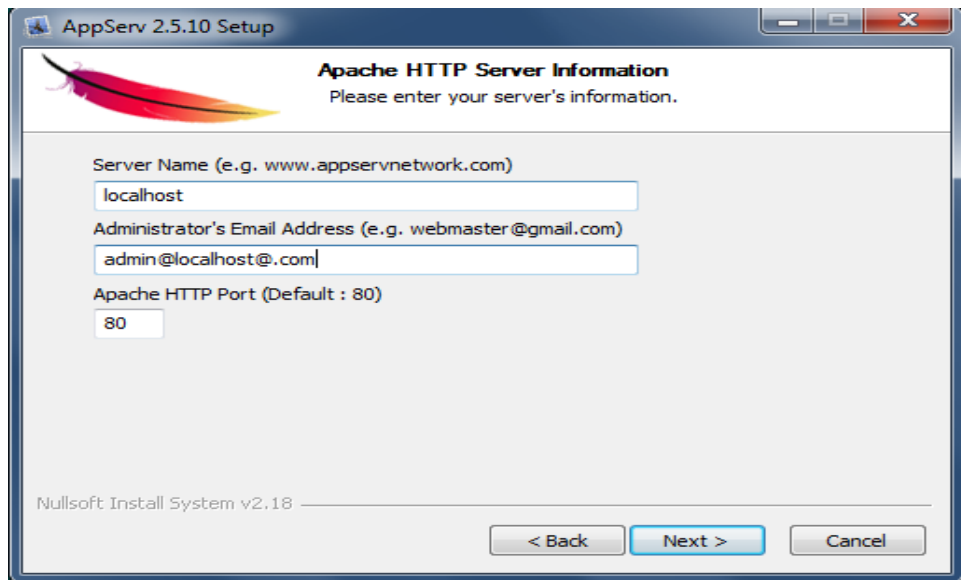 AppServ 2.5.10 Setup
Apache HTTP Server Information
Please enter your server's information.
Server Name (e.g. www.appservnetwork.com)
localhost
Administrator's Email Address (e.g. webmaster@gmail.com)
admin@localhost@.com
Apache HTTP Port (Default : 80)
80
Nullsoft Install System v2.18
< Back Next > Cancel